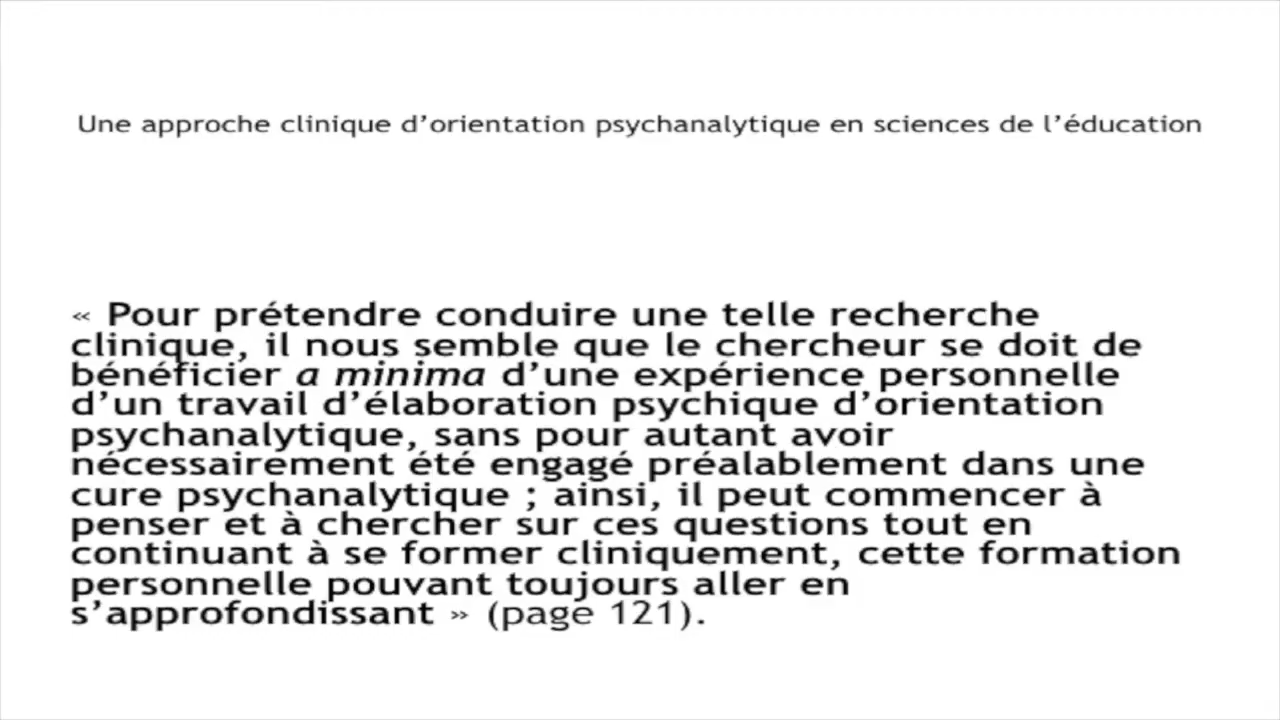 Une approche clinique d’orientation psychanalytique en sciences de l’éducation
« Pour prétendre conduire une telle recherche
clinique, il nous semble que le chercheur se doit de
bénéficier a minima d’une expérience personnelle
d’un travail d’élaboration psychique d’orientation
psychanalytique, sans pour autant avoir
nécessairement été engagé préalablement dans une
cure psychanalytique ; ainsi, il peut commencer à
penser et à chercher sur ces questions tout en
continuant à se former cliniquement, cette formation
personnelle pouvant toujours aller en
s’approfondissant » (page 121).